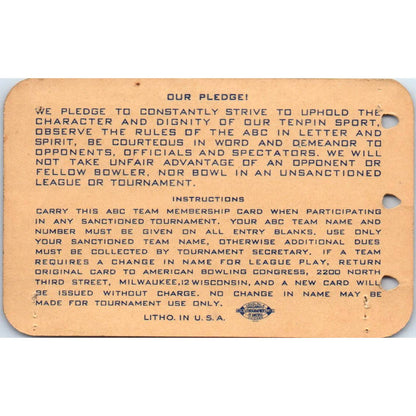 OUR PLEDGE!
WE PLEDGE TO CONSTANTLY STRIVE TO UPHOLD THE
CHARACTER AND DIGNITY OF OUR TENPIN SPORT,
OBSERVE THE RULES OF THE ABC IN LETTER AND
SPIRIT, BE COURTEOUS IN WORD AND DEMEANOR TO
OPPONENTS, OFFICIALS AND SPECTATORS. WE WILL
NOT TAKE UNFAIR ADVANTAGE OF AN OPPONENT OR
FELLOW BOWLER, NOR BOWL IN AN UNSANCTIONED
LEAGUE OR TOURNAMENT.
INSTRUCTIONS
CARRY THIS ABC TEAM MEMBERSHIP CARD WHEN PARTICIPATING
IN ANY SANCTIONED TOURNAMENT. YOUR ABC TEAM NAME AND
NUMBER MUST BE GIVEN ON ALL ENTRY BLANKS. USE ONLY
YOUR SANCTIONED TEAM NAME, OTHERWISE ADDITIONAL DUES
MUST BE COLLECTED BY TOURNAMENT SECRETARY. IF A TEAM
REQUIRES A CHANGE IN NAME FOR LEAGUE PLAY, RETURN
ORIGINAL CARD TO AMERICAN BOWLING CONGRESS, 2200 NORTH
THIRD STREET, MILWAUKEE, 12 WISCONSIN, AND A NEW CARD WILL
BE ISSUED WITHOUT CHARGE. NO CHANGE IN NAME MAY BE
MADE FOR TOURNAMENT USE ONLY.
LITHO. IN U.S.A.